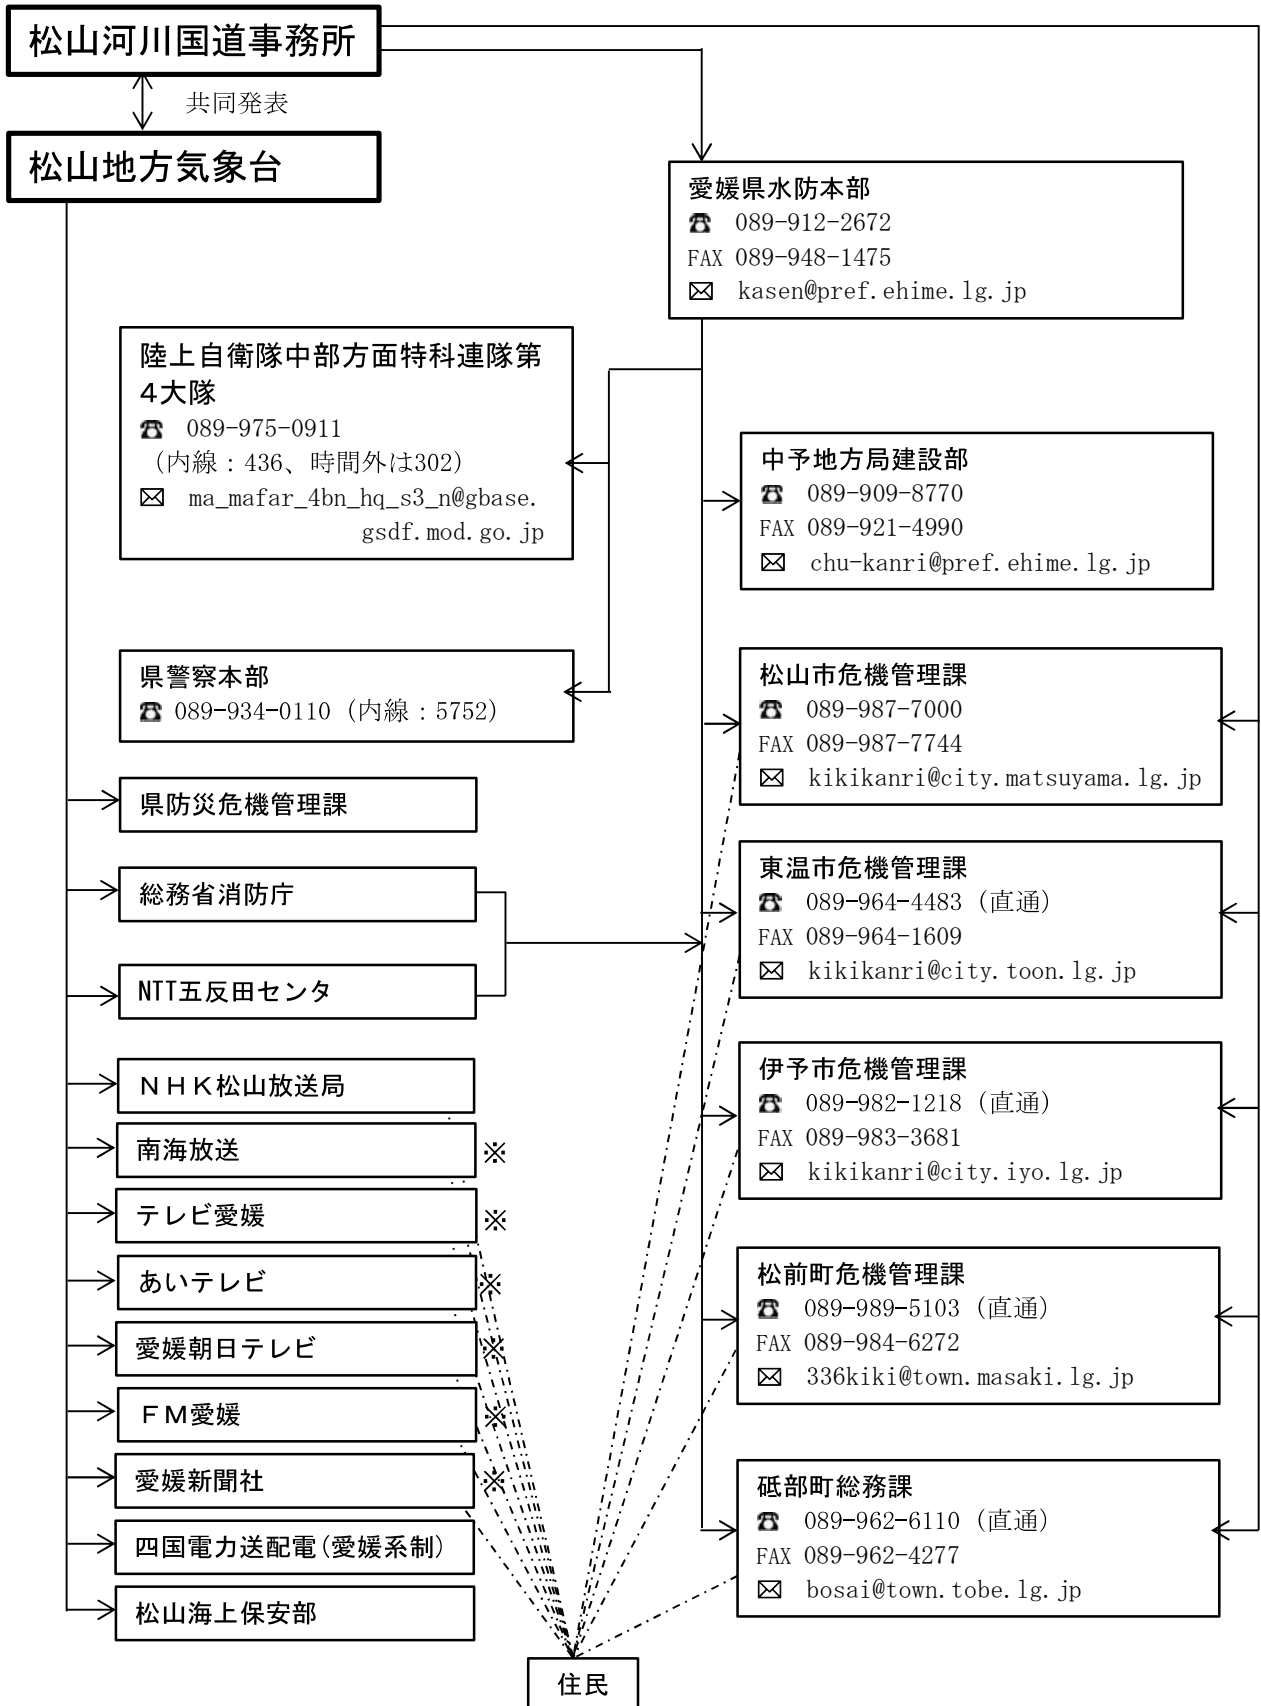 松山河川国道事務所
共同発表
松山地方気象台
愛媛県水防本部
☎ 089-912-2672
FAX 089-948-1475
✉ kasen@pref.ehime.lg.jp
陸上自衛隊中部方面特科連隊第
4大隊
☎ 089-975-0911
（内線：436、時間外は302）
✉ ma_mafar_4bn_hq_s3_n@gbase.
gsdf.mod.go.jp
中予地方局建設部
☎ 089-909-8770
FAX 089-921-4990
✉ chu-kanri@pref.ehime.lg.jp
県警察本部
☎ 089-934-0110（内線：5752）
松山市危機管理課
☎ 089-987-7000
FAX 089-987-7744
✉ kikikanri@city.matsuyama.lg.jp
県防災危機管理課
総務省消防庁
NTT五反田センタ
東温市危機管理課
☎ 089-964-4483（直通）
FAX 089-964-1609
✉ kikikanri@city.toon.lg.jp
伊予市危機管理課
☎ 089-982-1218（直通）
FAX 089-983-3681
✉ kikikanri@city.iyo.lg.jp
ＮＨＫ松山放送局
南海放送 ※
テレビ愛媛 ※
あいテレビ ※
愛媛朝日テレビ ※
ＦＭ愛媛 ※
愛媛新聞社 ※
四国電力送配電(愛媛系制)
松山海上保安部
松前町危機管理課
☎ 089-989-5103（直通）
FAX 089-984-6272
✉ 336kiki@town.masaki.lg.jp
砥部町総務課
☎ 089-962-6110（直通）
FAX 089-962-4277
✉ bosai@town.tobe.lg.jp
住民